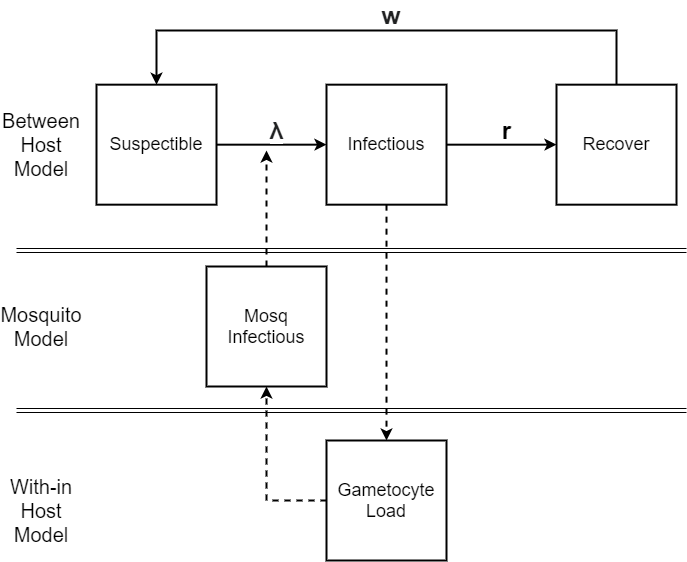 w
Between
Host
Model
Suspectible
λ
Infectious
r
Recover
Mosquito
Model
Mosq
Infectious
With-in
Host
Model
Gametocyte
Load